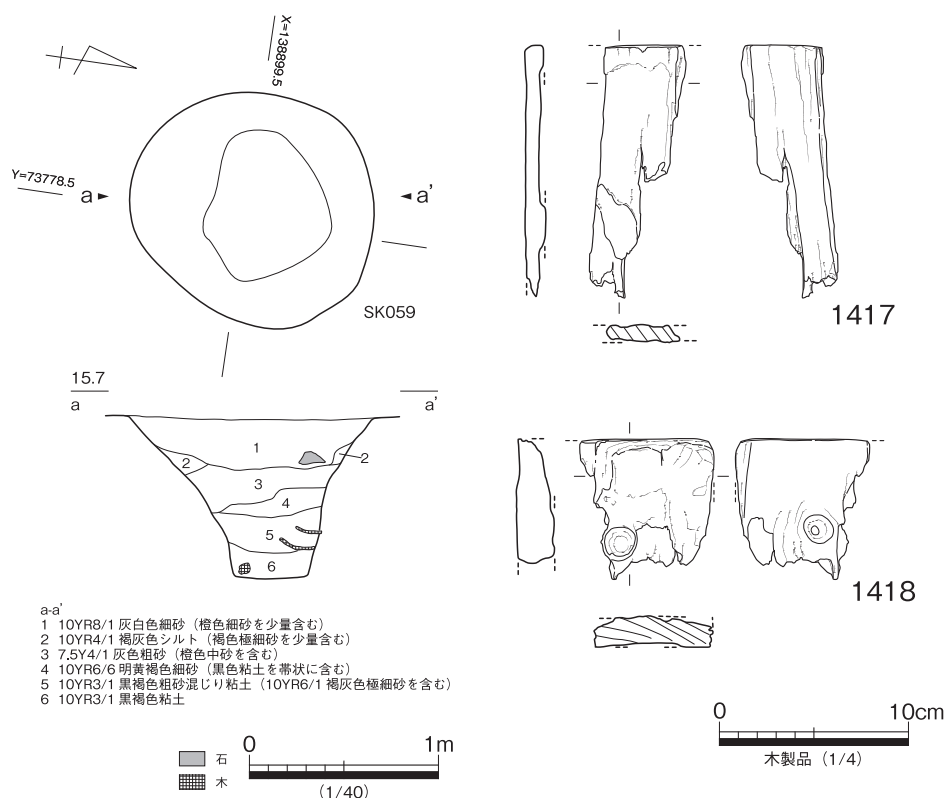 X=138899.5
Y=73778.5
a
a'
SK059
15.7
a
a'
1
2
2
3
4
5
6
a-a'
1 10YR8/1 灰白色細砂（橙色細砂を少量含む）
2 10YR4/1 褐灰色シルト（褐色極細砂を少量含む）
3 7.5Y4/1 灰色粗砂（橙色中砂を含む）
4 10YR6/6 明黄褐色細砂（黒色粘土を帯状に含む）
5 10YR3/1 黒褐色粗砂混じり粘土（10YR6/1 褐灰色極細砂を含む）
6 10YR3/1 黒褐色粘土
石
木
0 1m
(1/40)
1417
1418
0 10cm
木製品（1/4）